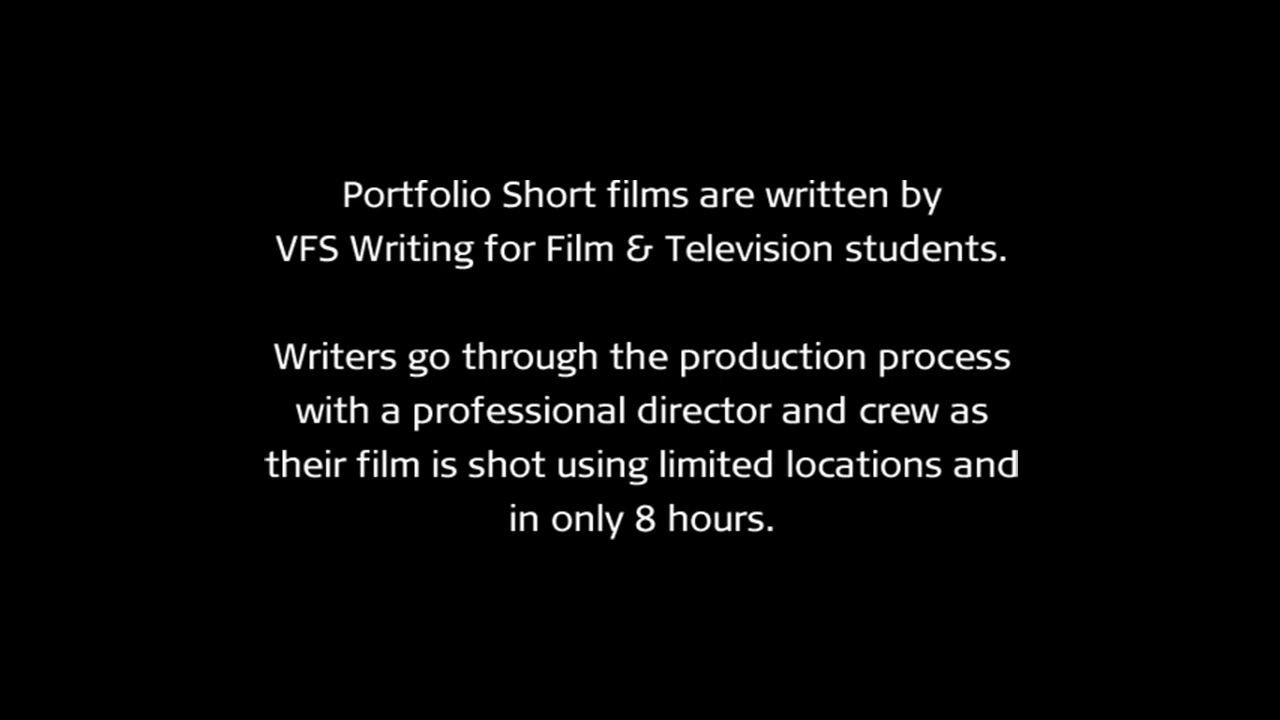 Portfolio Short films are written by
VFS Writing for Film & Television students.
Writers go through the production process
with a professional director and crew as
their film is shot using limited locations and
in only 8 hours.